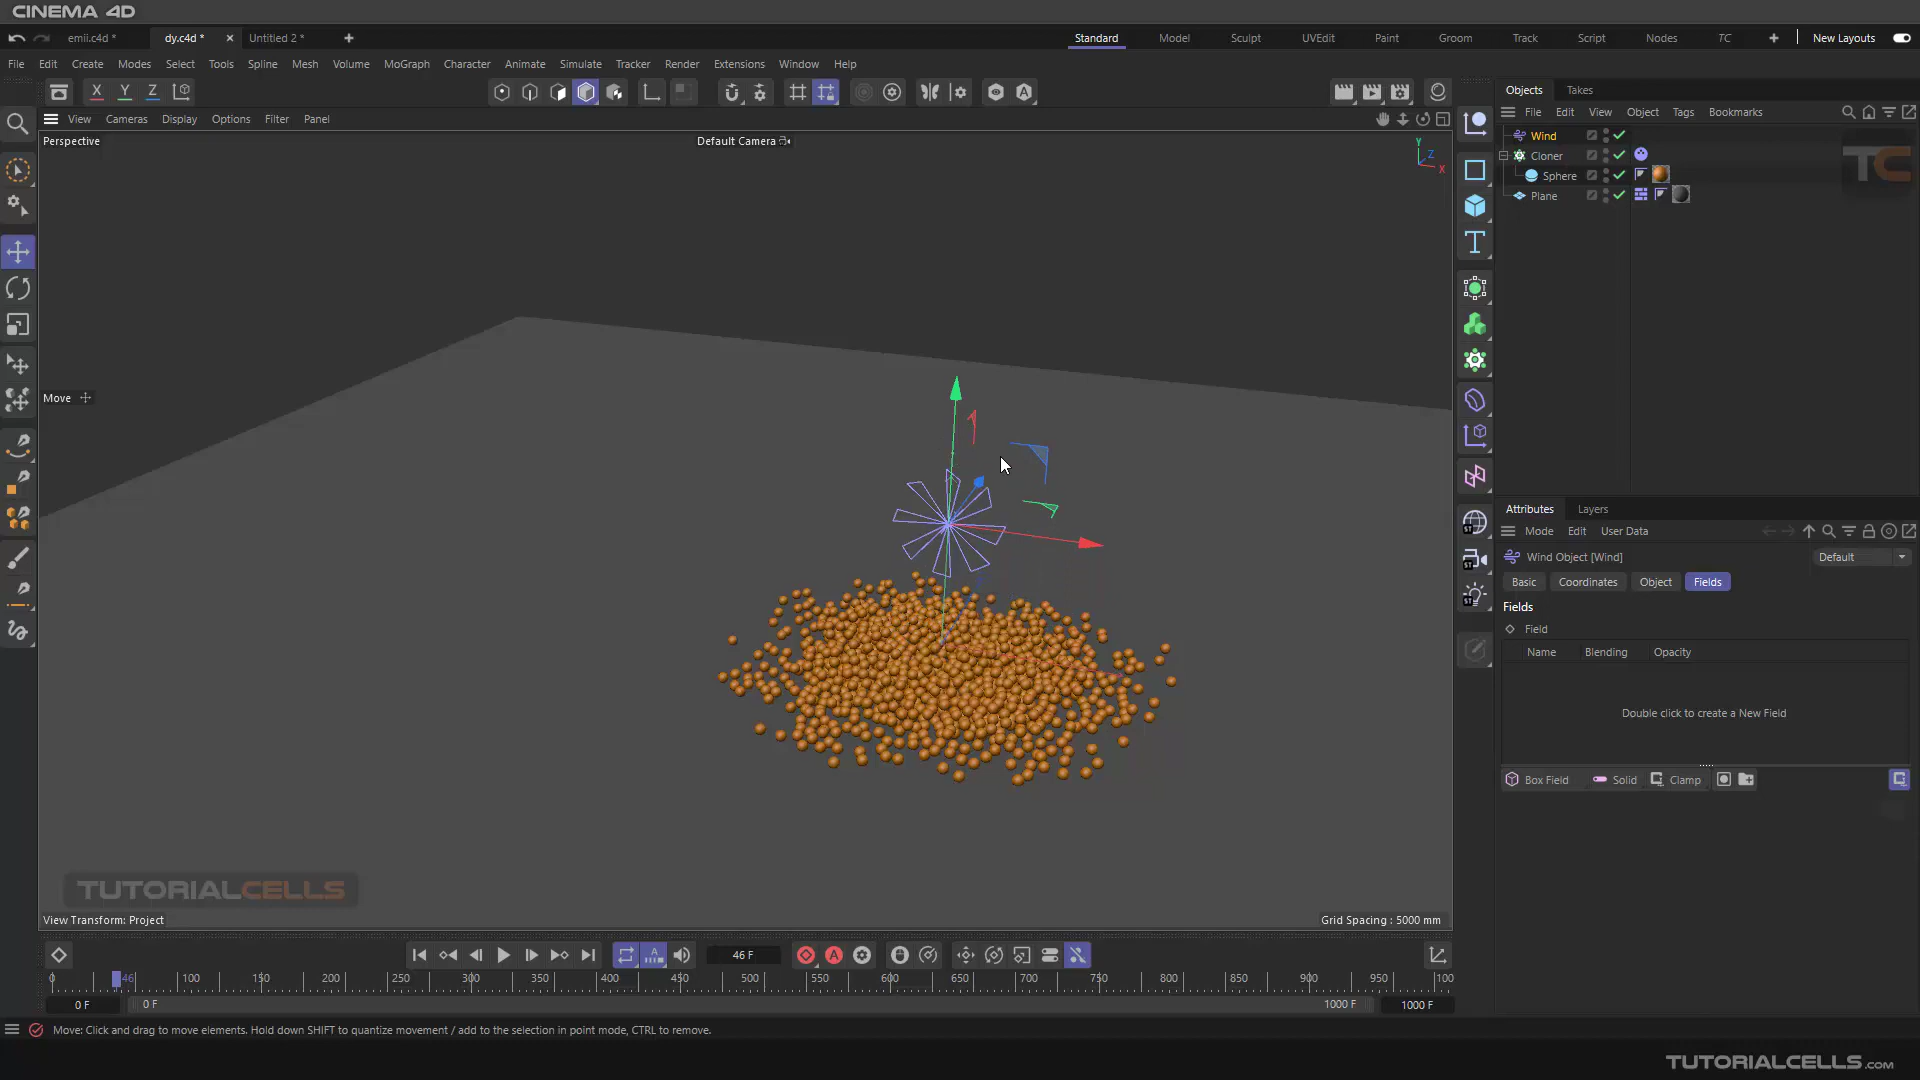 CINEMA 4D
emii.c4d *
dy.c4d *
Untitled 2 *
Standard
Model
Sculpt
UVEdit
Paint
Groom
Track
Script
Nodes
TC
New Layouts
File Edit Create Modes Select Tools Spline Mesh Volume MoGraph Character Animate Simulate Tracker Render Extensions Window Help
X Y Z
View Cameras Display Options Filter Panel
Perspective
Default Camera
Y
Z
X
Move
TUTORIALCELLS
View Transform: Project
Grid Spacing : 5000 mm
Objects Takes
File Edit View Object Tags Bookmarks
Wind
Cloner
Sphere
Plane
TC
Attributes Layers
Mode Edit User Data
Wind Object [Wind]
Default
Basic Coordinates Object Fields
Fields
Field
Name Blending Opacity
Double click to create a New Field
Box Field Solid Clamp
46 F
0 46 100 150 200 250 300 350 400 450 500 550 600 650 700 750 800 850 900 950 100
0 F
0 F
1000 F
1000 F
Move: Click and drag to move elements. Hold down SHIFT to quantize movement / add to the selection in point mode, CTRL to remove.
TUTORIALCELLS.com